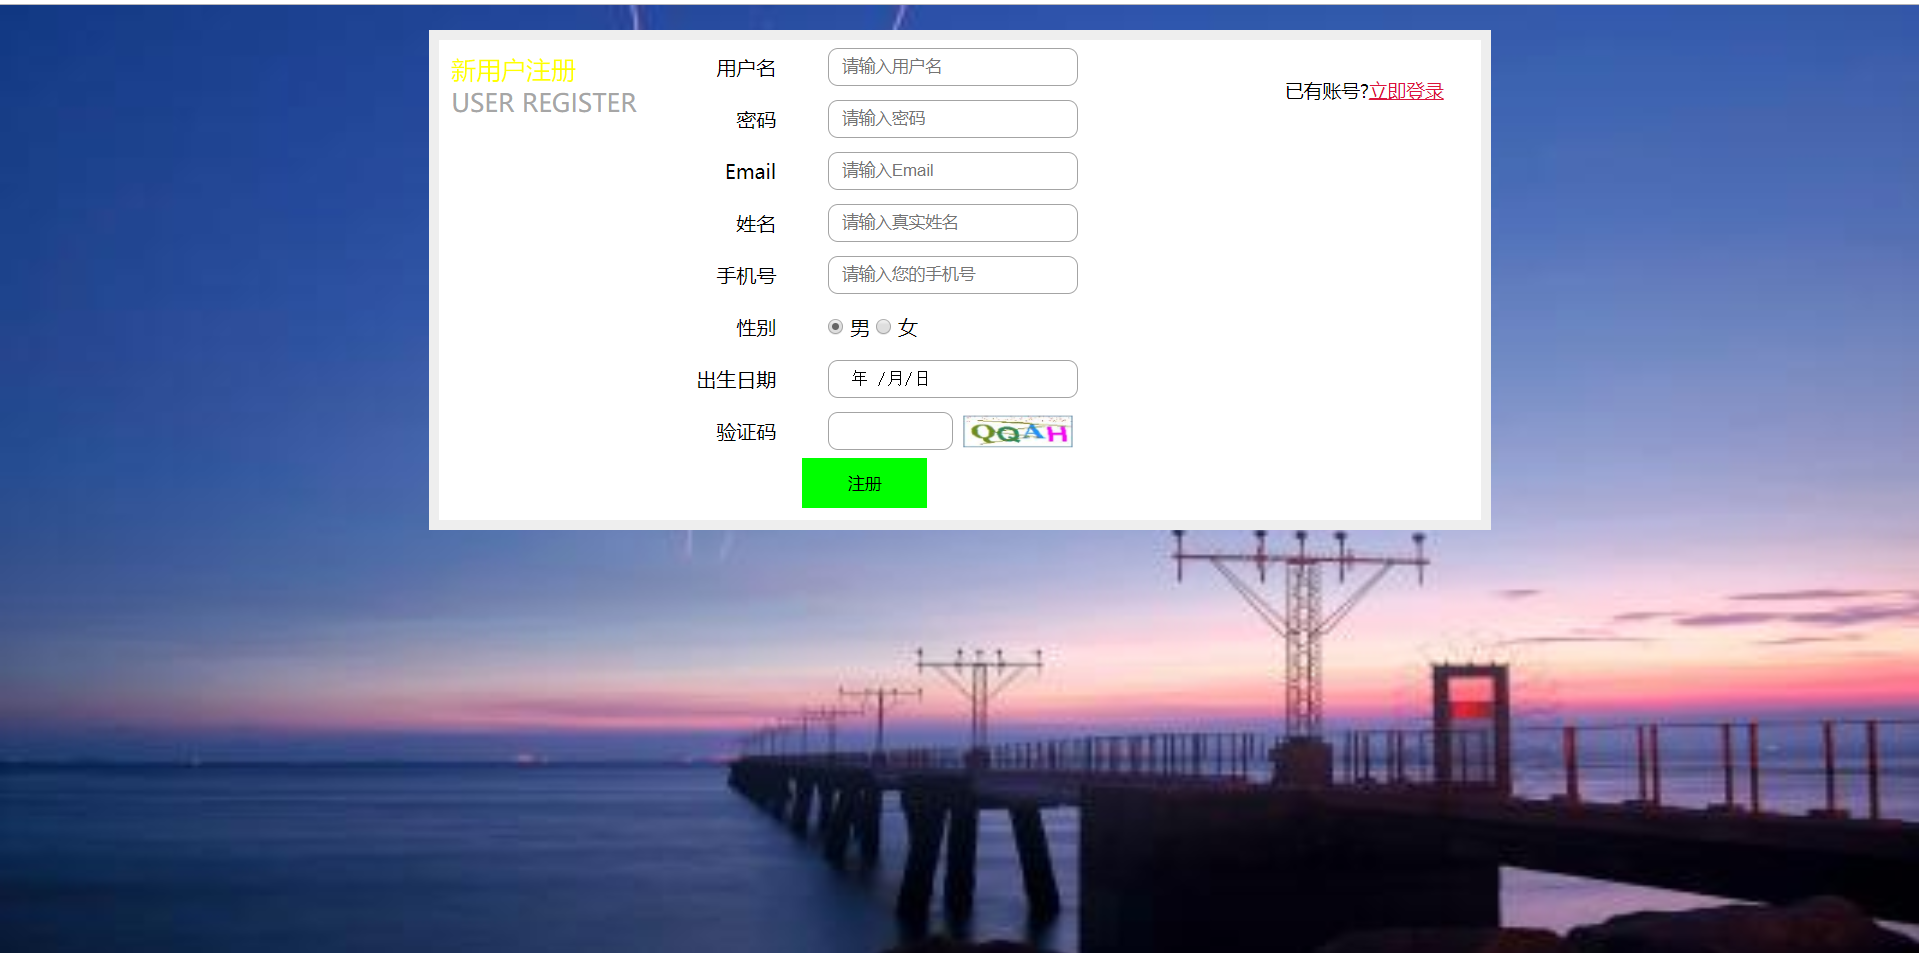 新用户注册
USER REGISTER
用户名 请输入用户名
已有账号?立即登录
密码 请输入密码
Email 请输入Email
姓名 请输入真实姓名
手机号 请输入您的手机号
性别 男 女
出生日期 年 /月/日
验证码 QQAH
注册